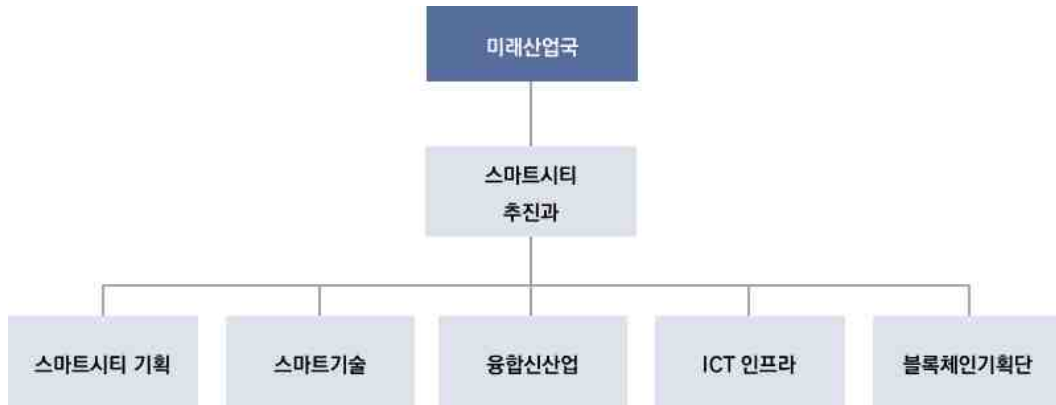 미래산업국
스마트시티
추진과
스마트시티 기획
스마트기술
융합신산업
ICT 인프라
블록체인기획단